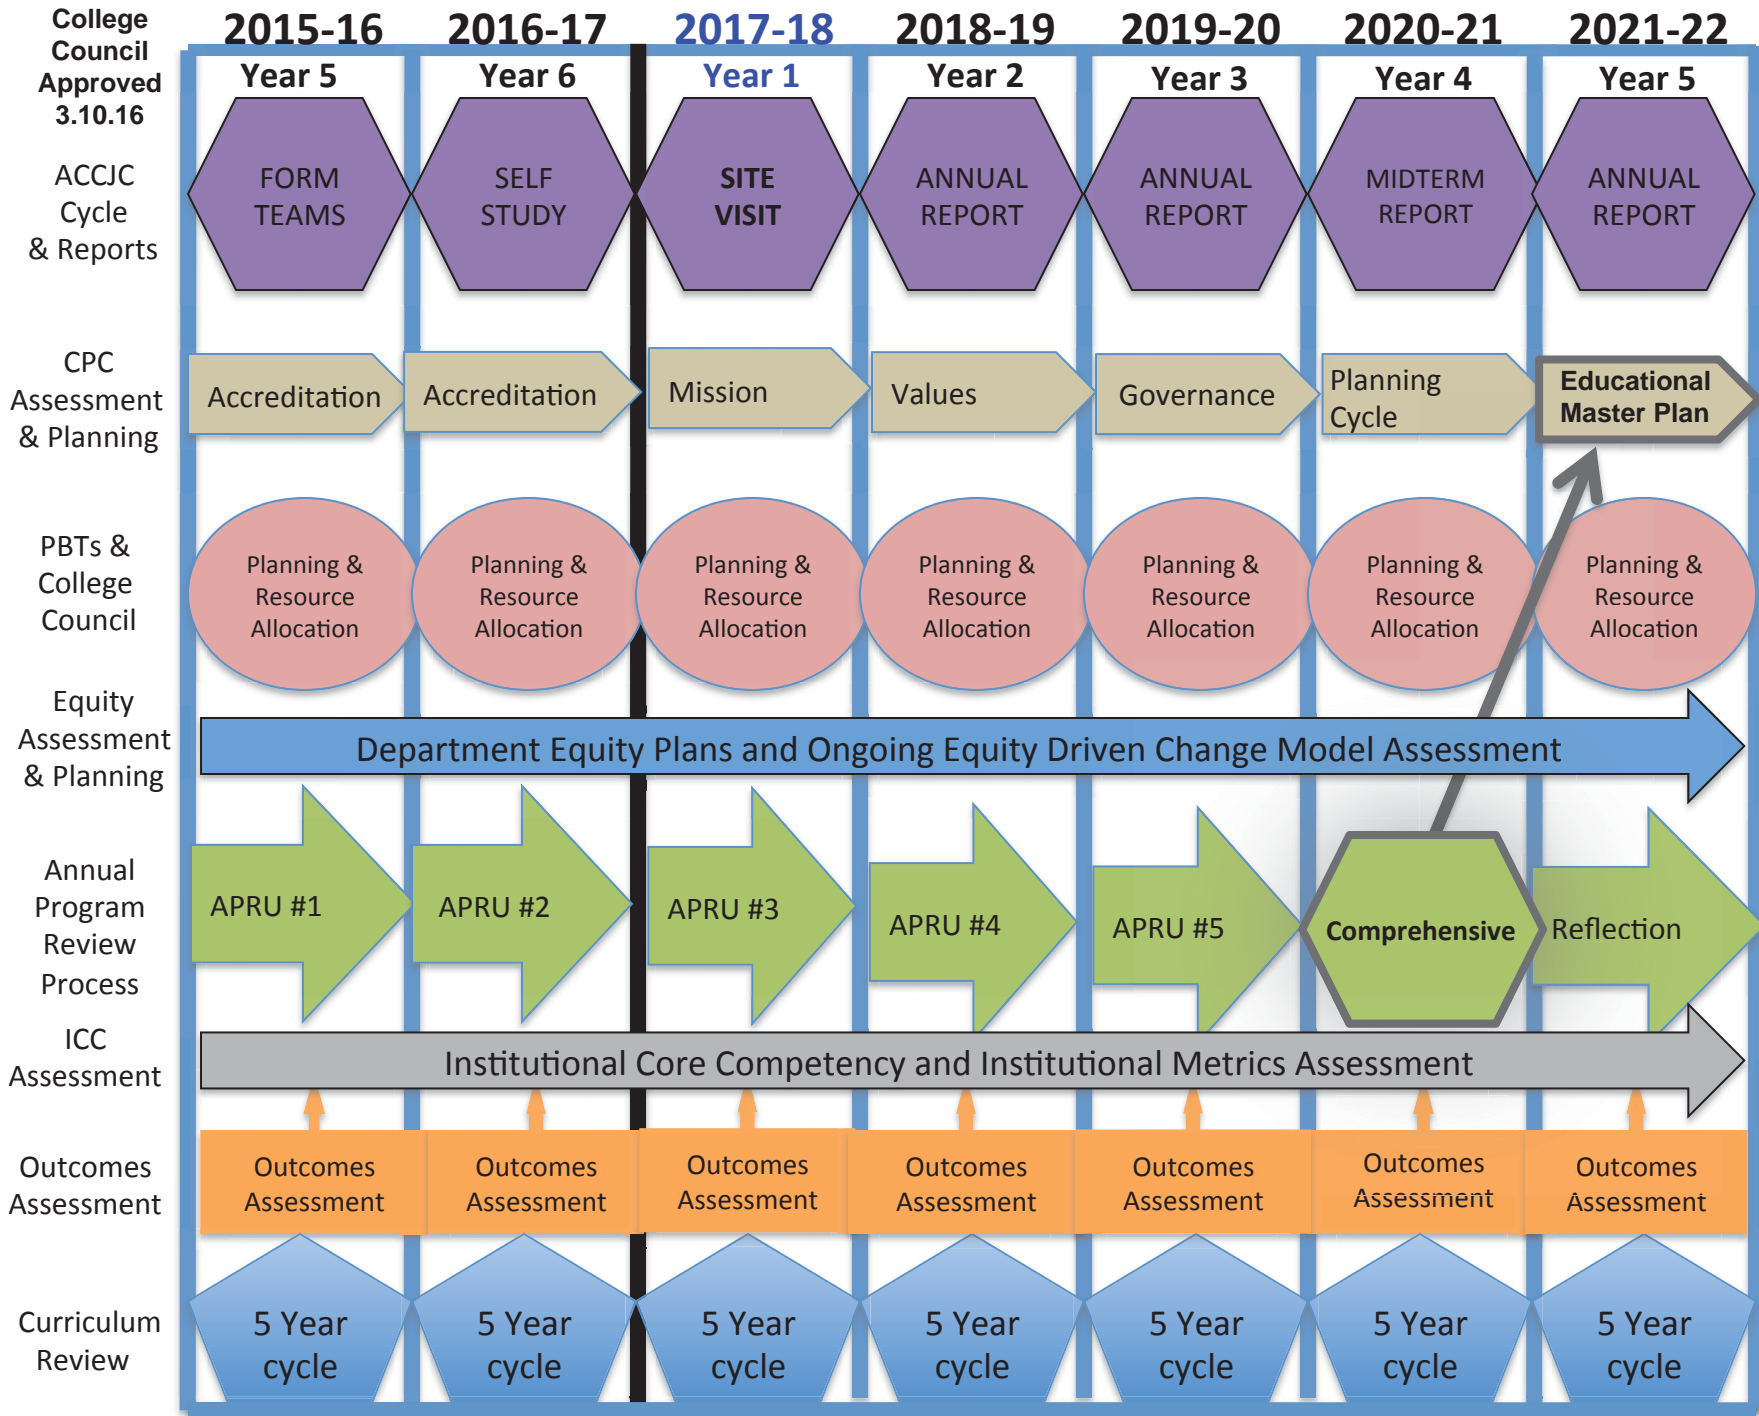 College
Council
Approved
3.10.16
2015-16
2016-17
2017-18
2018-19
2019-20
2020-21
2021-22
Year 5
Year 6
Year 1
Year 2
Year 3
Year 4
Year 5
ACCJC
Cycle
& Reports
FORM
TEAMS
SELF
STUDY
SITE
VISIT
ANNUAL
REPORT
ANNUAL
REPORT
MIDTERM
REPORT
ANNUAL
REPORT
CPC
Assessment
& Planning
Accreditation
Accreditation
Mission
Values
Governance
Planning
Cycle
Educational
Master Plan
PBTs &
College
Council
Planning &
Resource
Allocation
Planning &
Resource
Allocation
Planning &
Resource
Allocation
Planning &
Resource
Allocation
Planning &
Resource
Allocation
Planning &
Resource
Allocation
Planning &
Resource
Allocation
Equity
Assessment
& Planning
Department Equity Plans and Ongoing Equity Driven Change Model Assessment
Annual
Program
Review
Process
APRU #1
APRU #2
APRU #3
APRU #4
APRU #5
Comprehensive
Reflection
ICC
Assessment
Institutional Core Competency and Institutional Metrics Assessment
Outcomes
Assessment
Outcomes
Assessment
Outcomes
Assessment
Outcomes
Assessment
Outcomes
Assessment
Outcomes
Assessment
Outcomes
Assessment
Outcomes
Assessment
Curriculum
Review
5 Year
cycle
5 Year
cycle
5 Year
cycle
5 Year
cycle
5 Year
cycle
5 Year
cycle
5 Year
cycle